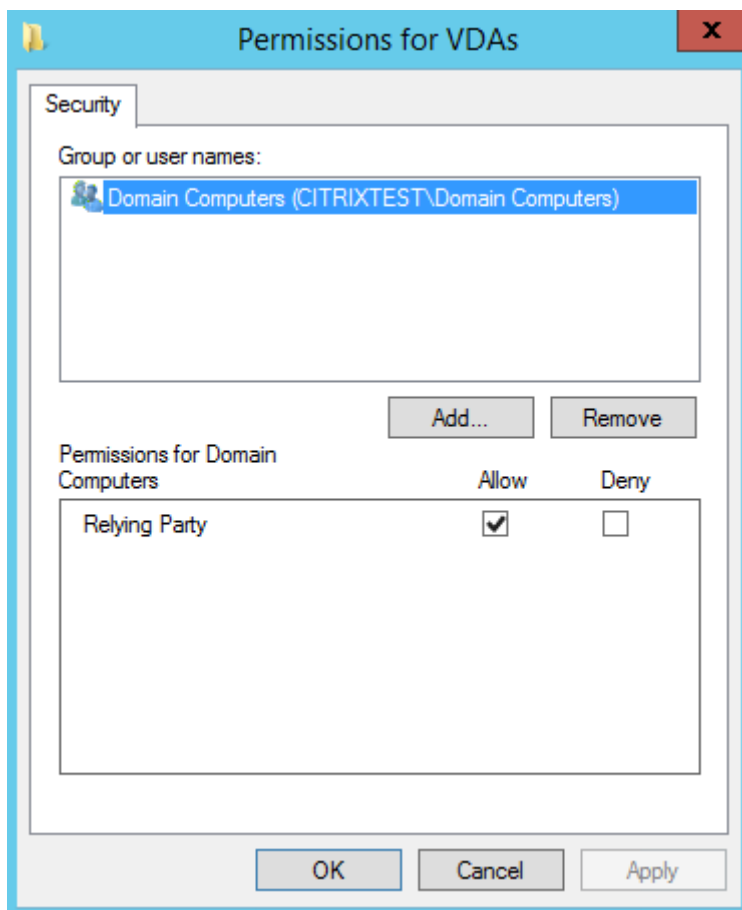 Permissions for VDAs
x
Security
Group or user names:
Domain Computers (CITRIXTEST\Domain Computers)
Add... Remove
Permissions for Domain
Computers Allow Deny
Relying Party
OK Cancel Apply